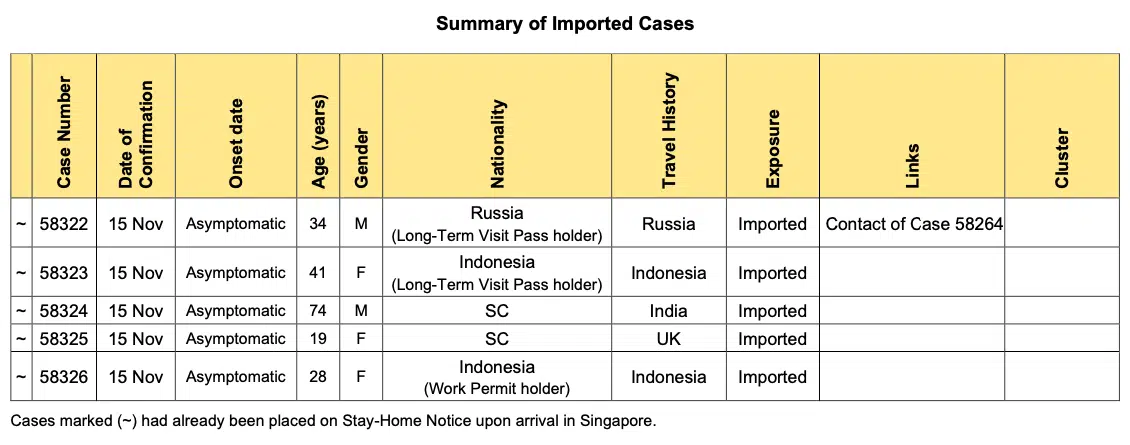 Summary of Imported Cases
Case Number
Date of
Confirmation
Onset date
Age (years)
Gender
Nationality
Travel History
Exposure
Links
Cluster
~ 58322 15 Nov Asymptomatic 34 M Russia
(Long-Term Visit Pass holder) Russia Imported Contact of Case 58264
~ 58323 15 Nov Asymptomatic 41 F Indonesia
(Long-Term Visit Pass holder) Indonesia Imported
~ 58324 15 Nov Asymptomatic 74 M SC India Imported
~ 58325 15 Nov Asymptomatic 19 F SC UK Imported
~ 58326 15 Nov Asymptomatic 28 F Indonesia
(Work Permit holder) Indonesia Imported
Cases marked (~) had already been placed on Stay-Home Notice upon arrival in Singapore.